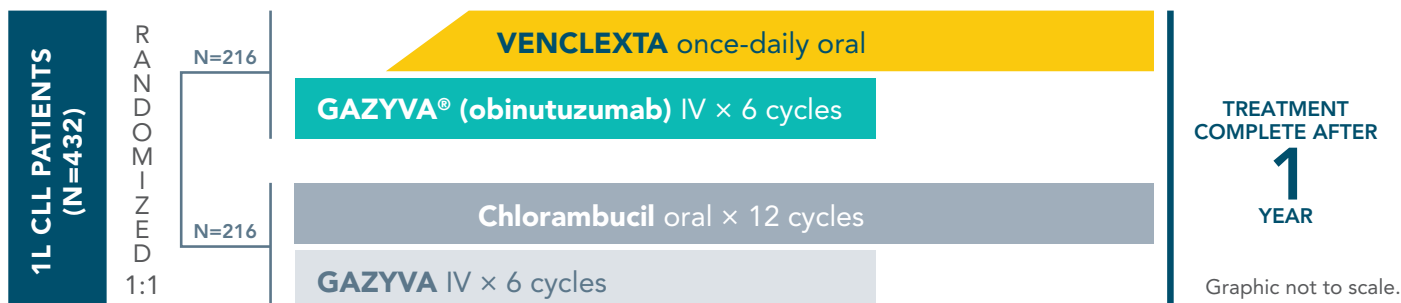 1L CLL PATIENTS
(N=432)
RANDOMIZED
1:1
N=216
VENCLEXTA once-daily oral
GAZYVA® (obinutuzumab) IV × 6 cycles
N=216
Chlorambucil oral × 12 cycles
GAZYVA IV × 6 cycles
TREATMENT
COMPLETE AFTER
1
YEAR
Graphic not to scale.